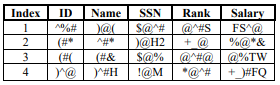 Index ID Name SSN Rank Salary
1 ^%# )@( $@^# @^#S FS^@
2 (#* ^#* )@H2 +_@ %@*&
3 (#( (#& $@% @^#@ @%TW
4 )^@ )^#H !@M *@^# +_)#FQ